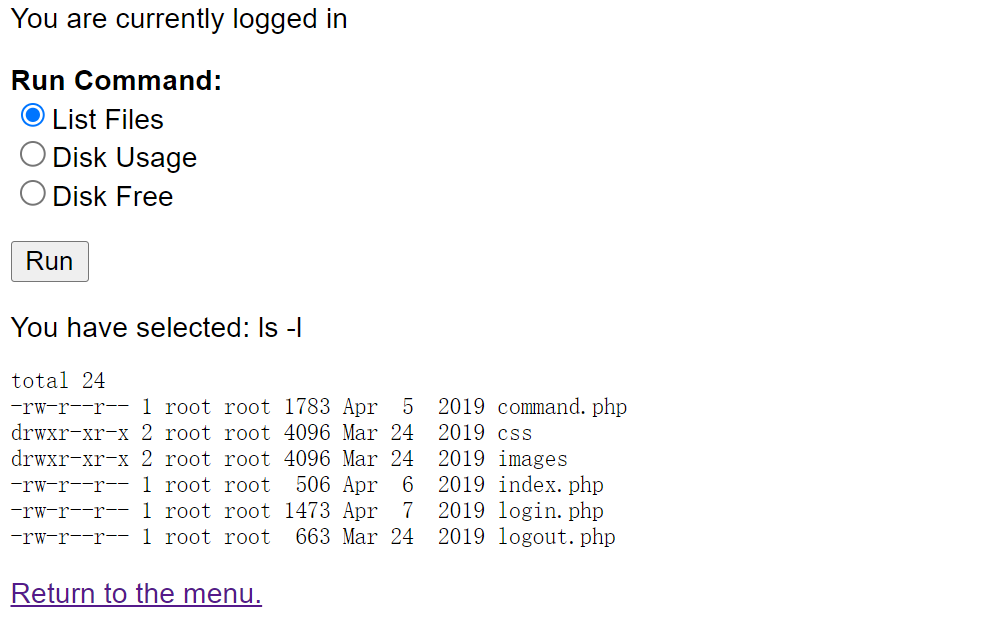 You are currently logged in
Run Command:
List Files
Disk Usage
Disk Free
Run
You have selected: ls -l
total 24
-rw-r--r-- 1 root root 1783 Apr  5  2019 command.php
drwxr-xr-x 2 root root 4096 Mar 24  2019 css
drwxr-xr-x 2 root root 4096 Mar 24  2019 images
-rw-r--r-- 1 root root  506 Apr  6  2019 index.php
-rw-r--r-- 1 root root 1473 Apr  7  2019 login.php
-rw-r--r-- 1 root root  663 Mar 24  2019 logout.php
Return to the menu.